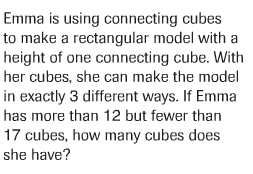 Emma is using connecting cubes
to make a rectangular model with a
height of one connecting cube. With
her cubes, she can make the model
in exactly 3 different ways. If Emma
has more than 12 but fewer than
17 cubes, how many cubes does
she have?